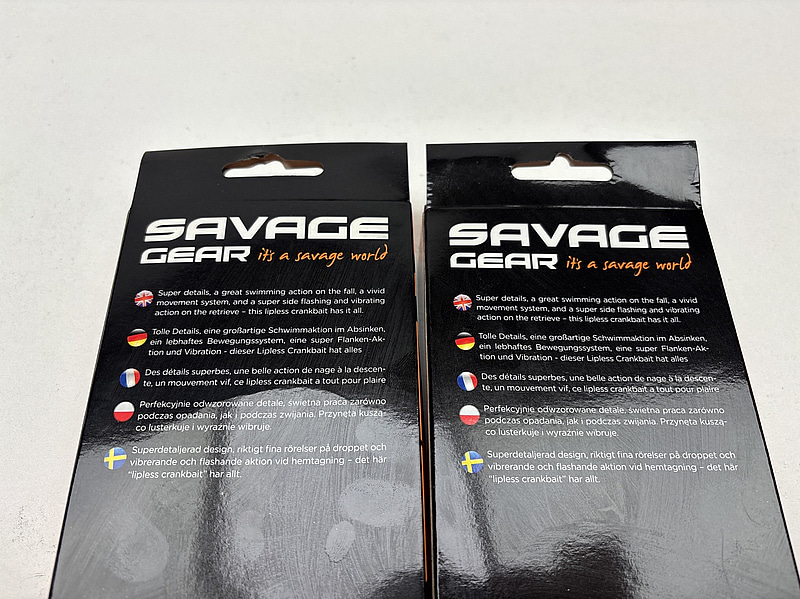 SAVAGE
GEAR it's a savage world
Super details, a great swimming action on the fall, a vivid
movement system, and a super side flashing and vibrating
action on the retrieve – this lipless crankbait has it all.
Tolle Details, eine großartige Schwimmaktion im Absinken,
ein lebhaftes Bewegungssystem, eine super Flanken-Ak-
tion und Vibration - dieser Lipless Crankbait hat alles
Des détails superbes, une belle action de nage à la descen-
te, un mouvement vif, ce lipless crankbait a tout pour plaire
Perfekcyjnie odwzorowane detale, świetna praca zarówno
podczas opadania, jak i podczas zwijania. Przynęta kuszą-
co lusterkuje i wyraźnie wibruje.
Superdetaljerad design, riktigt fina rörelser på droppet och
vibrerande och flashande aktion vid hemtagning – det här
"lipless crankbait" har allt.
SAVAGE
GEAR it's a savage world
Super details, a great swimming action on the fall, a vivid
movement system, and a super side flashing and vibrating
action on the retrieve – this lipless crankbait has it all.
Tolle Details, eine großartige Schwimmaktion im Absinken,
ein lebhaftes Bewegungssystem, eine super Flanken-Ak-
tion und Vibration - dieser Lipless Crankbait hat alles
Des détails superbes, une belle action de nage à la descen-
te, un mouvement vif, ce lipless crankbait a tout pour plaire
Perfekcyjnie odwzorowane detale, świetna praca zarówno
podczas opadania, jak i podczas zwijania. Przynęta kuszą-
co lusterkuje i wyraźnie wibruje.
Superdetaljerad design, riktigt fina rörelser på droppet och
vibrerande och flashande aktion vid hemtagning – det här
"lipless crankbait" har allt.